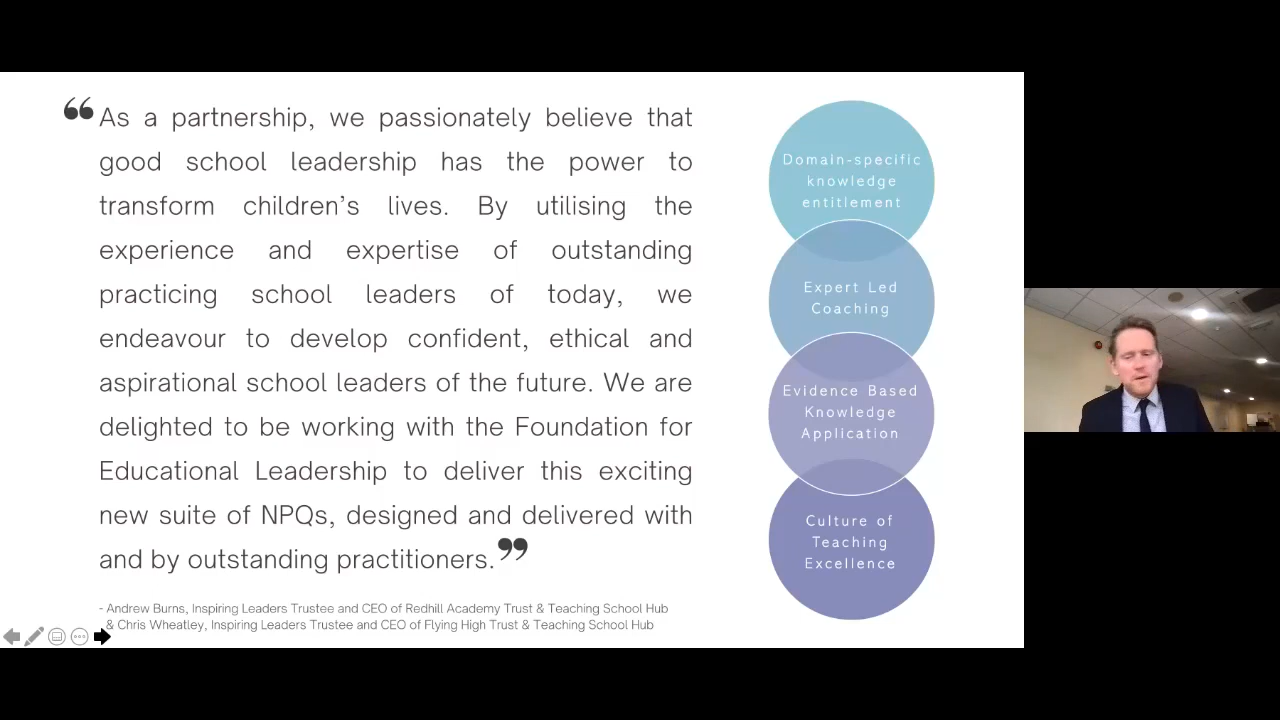 ❝As a partnership, we passionately believe that
good school leadership has the power to
transform children’s lives. By utilising the
experience and expertise of outstanding
practicing school leaders of today, we
endeavour to develop confident, ethical and
aspirational school leaders of the future. We are
delighted to be working with the Foundation for
Educational Leadership to deliver this exciting
new suite of NPQs, designed and delivered with
and by outstanding practitioners.❞
- Andrew Burns, Inspiring Leaders Trustee and CEO of Redhill Academy Trust & Teaching School Hub
& Chris Wheatley, Inspiring Leaders Trustee and CEO of Flying High Trust & Teaching School Hub
Domain-specific
knowledge
entitlement
Expert Led
Coaching
Evidence Based
Knowledge
Application
Culture of
Teaching
Excellence